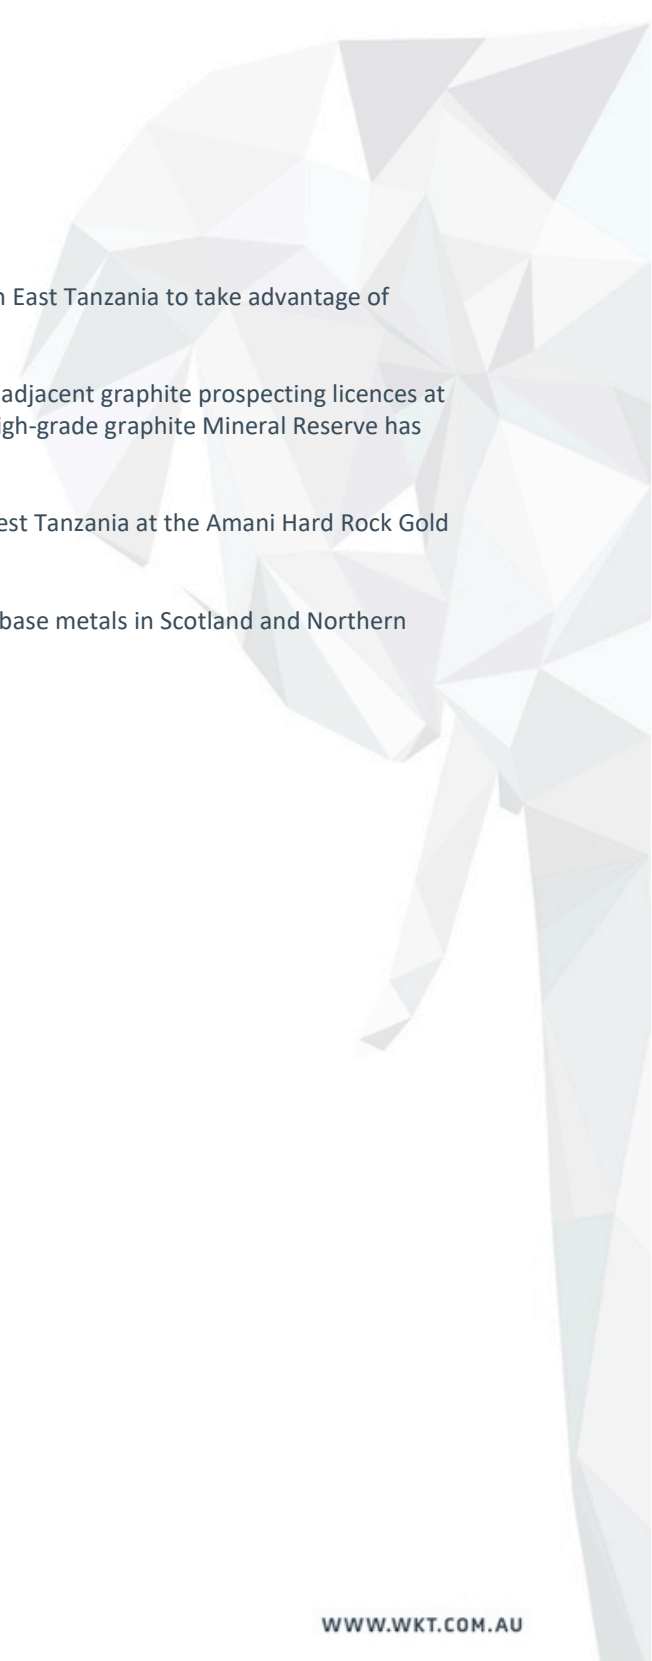 East Tanzania to take advantage of
adjacent graphite prospecting licences at
igh-grade graphite Mineral Reserve has
est Tanzania at the Amani Hard Rock Gold
base metals in Scotland and Northern
WWW.WKT.COM.AU